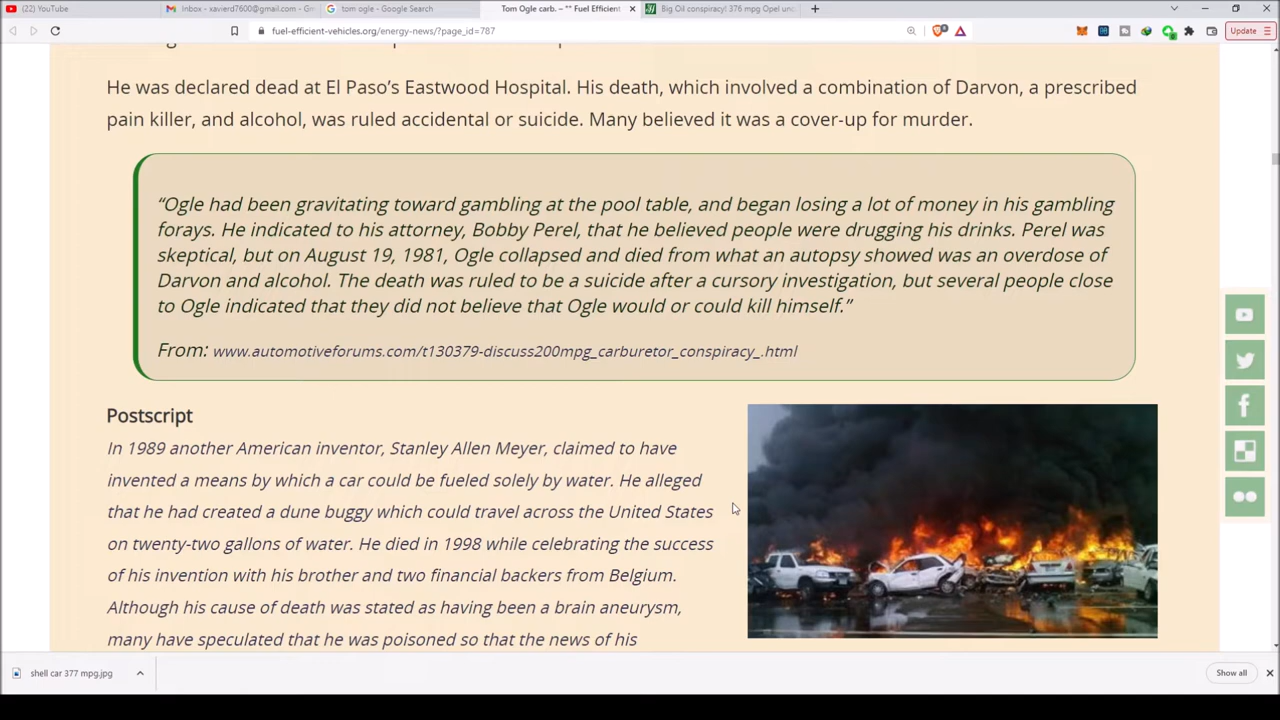 (22) YouTube
Inbox - xavierd7600@gmail.com - Gm
tom ogle - Google Search
Tom Ogle carb. – "" Fuel Efficient
Big Oil conspiracy! 376 mpg Opel unc
fuel-efficient-vehicles.org/energy-news/?page_id=787
Update
He was declared dead at El Paso's Eastwood Hospital. His death, which involved a combination of Darvon, a prescribed
pain killer, and alcohol, was ruled accidental or suicide. Many believed it was a cover-up for murder.
“Ogle had been gravitating toward gambling at the pool table, and began losing a lot of money in his gambling
forays. He indicated to his attorney, Bobby Perel, that he believed people were drugging his drinks. Perel was
skeptical, but on August 19, 1981, Ogle collapsed and died from what an autopsy showed was an overdose of
Darvon and alcohol. The death was ruled to be a suicide after a cursory investigation, but several people close
to Ogle indicated that they did not believe that Ogle would or could kill himself.”
From: www.automotiveforums.com/t130379-discuss200mpg_carburetor_conspiracy_.html
Postscript
In 1989 another American inventor, Stanley Allen Meyer, claimed to have
invented a means by which a car could be fueled solely by water. He alleged
that he had created a dune buggy which could travel across the United States
on twenty-two gallons of water. He died in 1998 while celebrating the success
of his invention with his brother and two financial backers from Belgium.
Although his cause of death was stated as having been a brain aneurysm,
many have speculated that he was poisoned so that the news of his
shell car 377 mpg.jpg
Show all